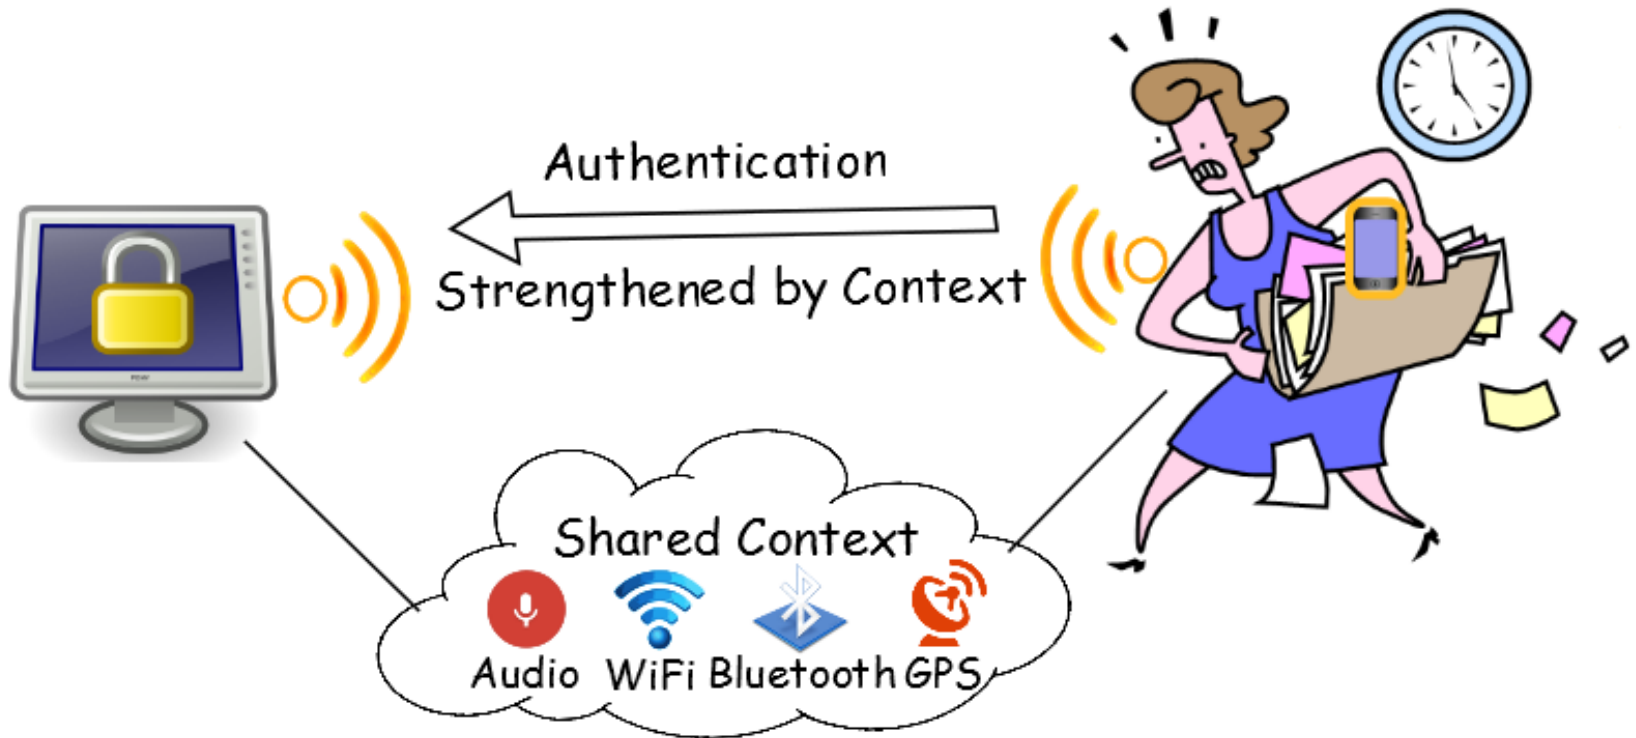 Authentication
Strengthened by Context
Shared Context
Audio WiFi Bluetooth GPS